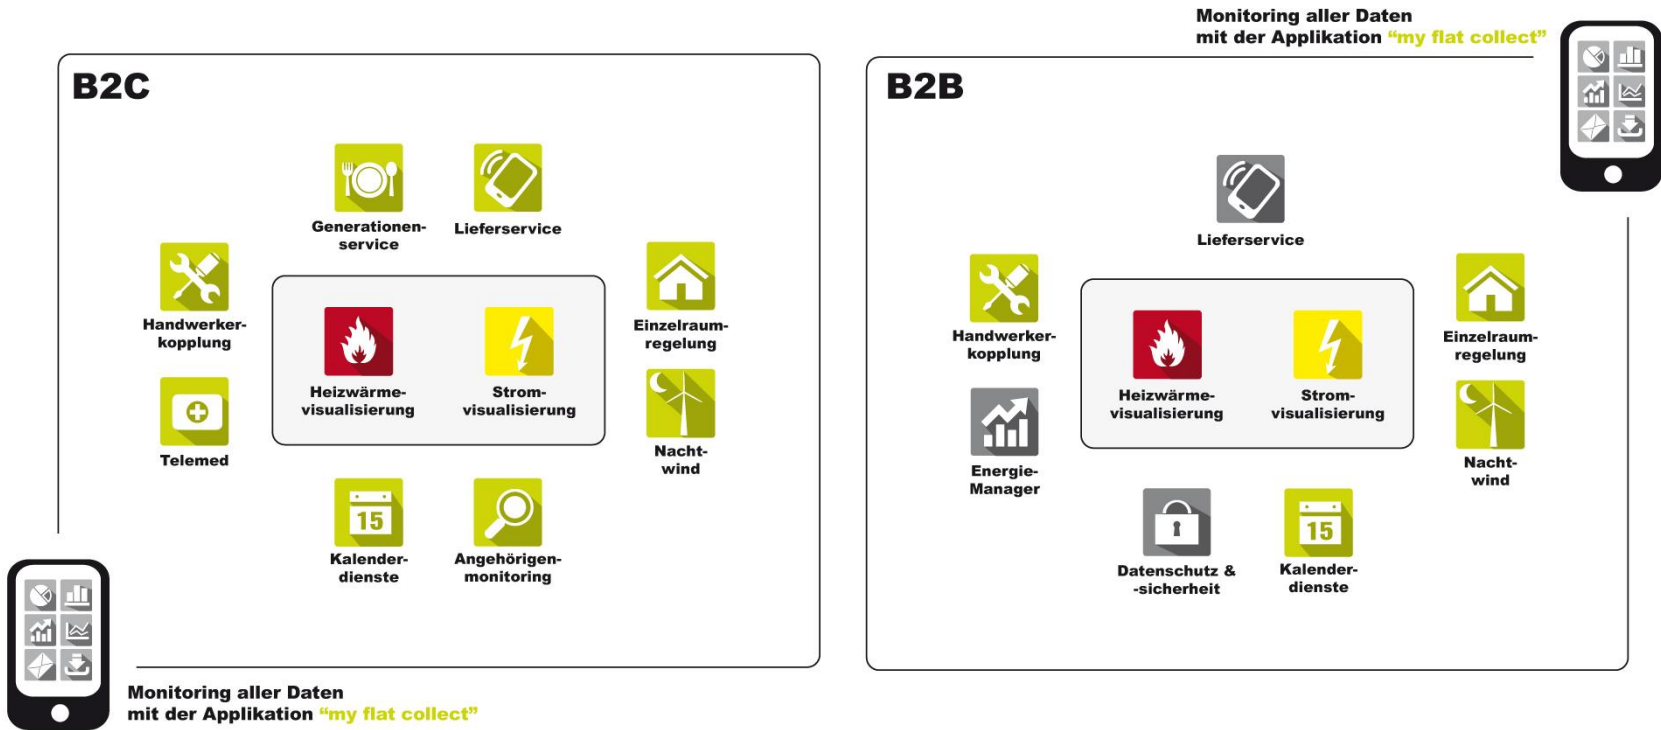 B2C
Generationen-
service
Lieferservice
Handwerker-
kopplung
Einzelraum-
regelung
Heizwärme-
visualisierung
Strom-
visualisierung
Telemed
Nacht-
wind
15
Kalender-
dienste
Angehörigen-
monitoring
Monitoring aller Daten
mit der Applikation “my flat collect”
Monitoring aller Daten
mit der Applikation “my flat collect”
B2B
Lieferservice
Handwerker-
kopplung
Einzelraum-
regelung
Heizwärme-
visualisierung
Strom-
visualisierung
Energie-
Manager
Nacht-
wind
Datenschutz &
-sicherheit
15
Kalender-
dienste